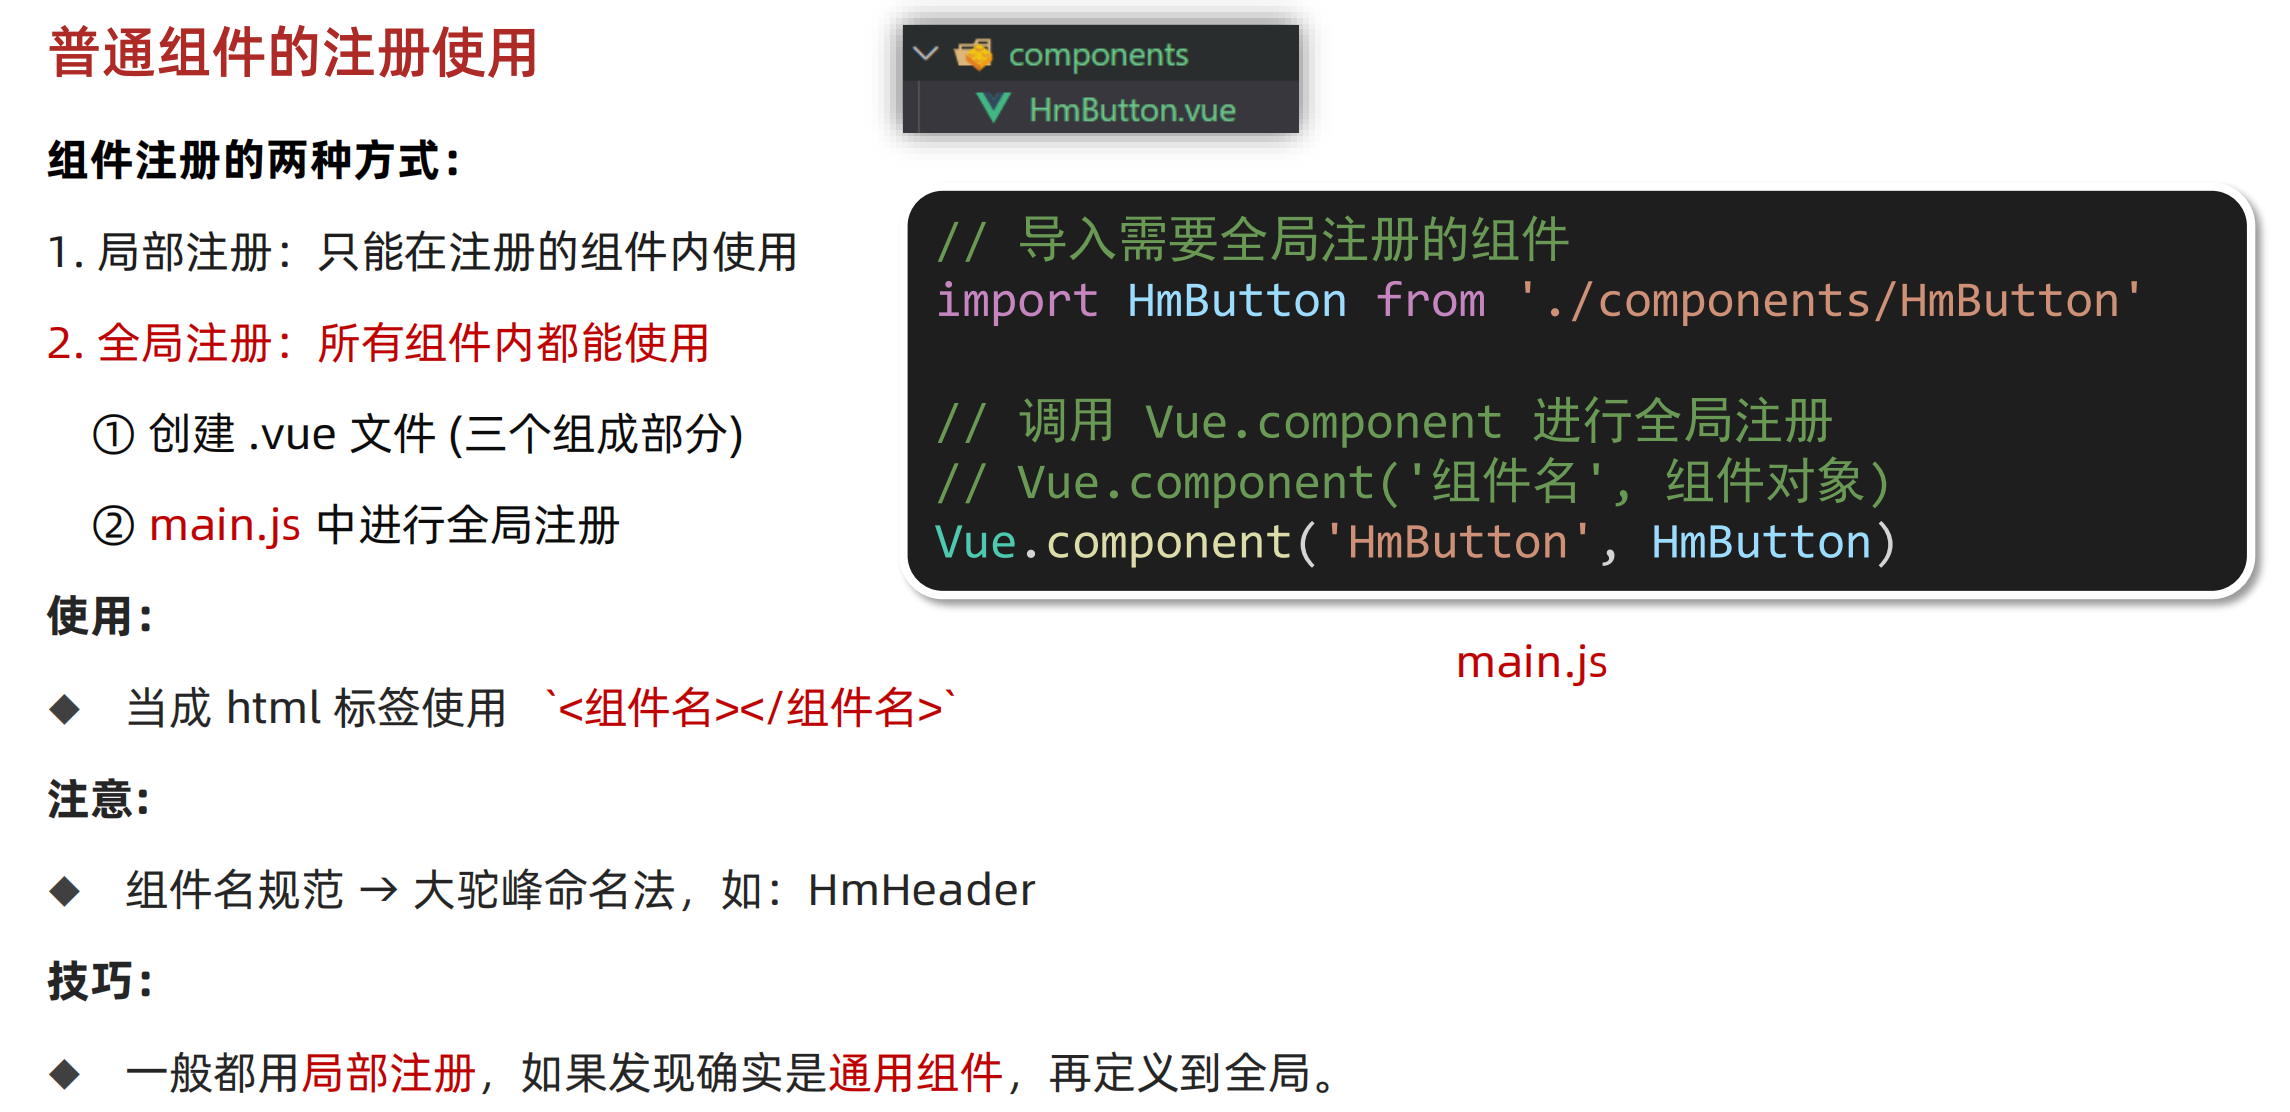 普通组件的注册使用
组件注册的两种方式：
1. 局部注册：只能在注册的组件内使用
2. 全局注册：所有组件内都能使用
① 创建 .vue 文件 (三个组成部分)
② main.js 中进行全局注册
使用：
◆ 当成 html 标签使用 `<组件名></组件名>`
注意：
◆ 组件名规范 → 大驼峰命名法，如：HmHeader
技巧：
◆ 一般都用局部注册，如果发现确实是通用组件，再定义到全局。
components
HmButton.vue
// 导入需要全局注册的组件
import HmButton from './components/HmButton'
// 调用 Vue.component 进行全局注册
// Vue.component('组件名', 组件对象)
Vue.component('HmButton', HmButton)
main.js